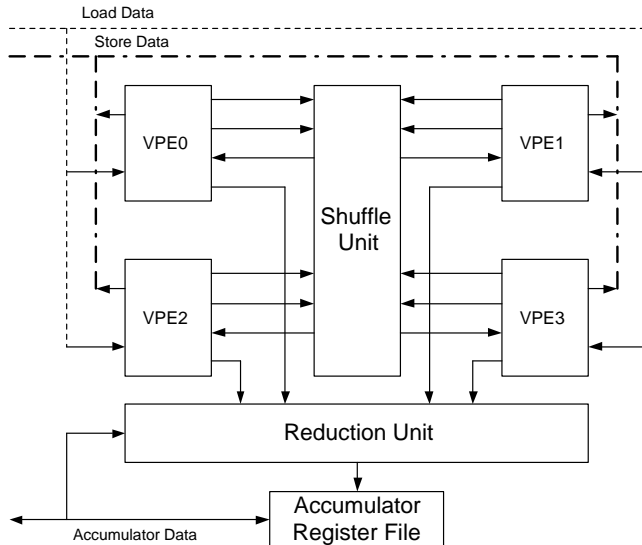 Load Data
Store Data
VPE0
VPE1
Shuffle
Unit
VPE2
VPE3
Reduction Unit
Accumulator
Register File
Accumulator Data